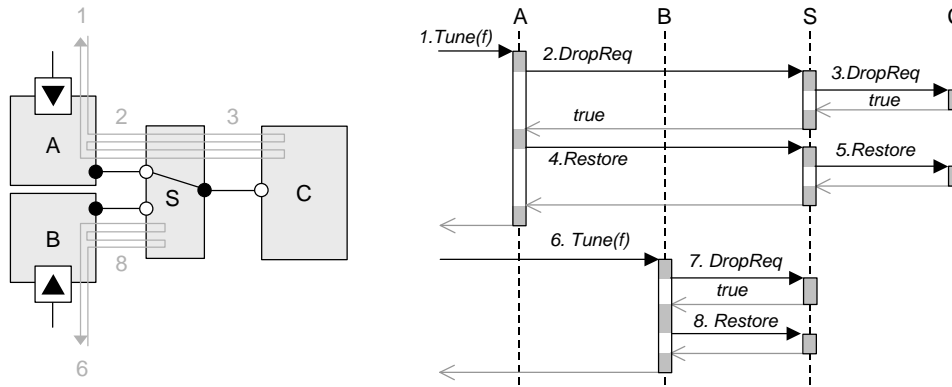 1
A
2
3
S
C
B
8
6
A
B
S
1.Tune(f)
2.DropReq
3.DropReq
true
true
4.Restore
5.Restore
6. Tune(f)
7. DropReq
true
8. Restore